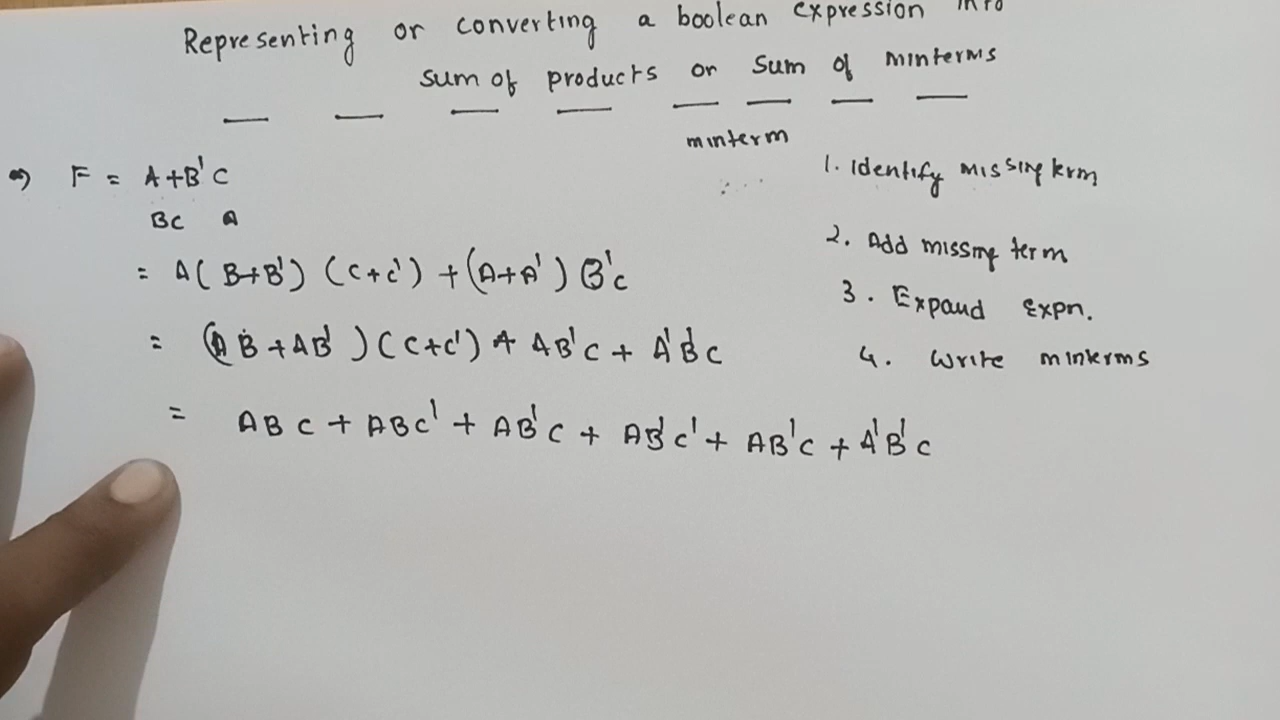 Representing or converting a boolean expression into
sum of products or sum of minterms
minterm
⇒ F = A+B'C
BC A
= A(B+B') (C+C') + (A+A') B'C
= (AB+AB')(C+C') + AB'C + A'B'C
= ABC + ABC' + AB'C + AB'C' + AB'C + A'B'C
1. Identify missing term
2. Add missing term
3. Expand expn.
4. Write minterms